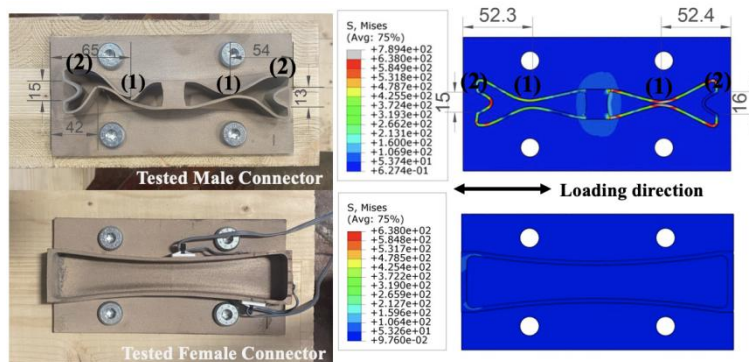 65
54
(2)
(1)
(1)
(2)
15
13
42
Tested Male Connector
S, Mises
(Avg: 75%)
+7.894e+02
+6.380e+02
+5.849e+02
+5.318e+02
+4.787e+02
+4.255e+02
+3.724e+02
+3.193e+02
+2.662e+02
+2.131e+02
+1.600e+02
+1.069e+02
+5.374e+01
+6.274e-01
52.3
52.4
(2)
(1)
(1)
(2)
15
16
Loading direction
Tested Female Connector
S, Mises
(Avg: 75%)
+6.380e+02
+5.848e+02
+5.317e+02
+4.785e+02
+4.254e+02
+3.722e+02
+3.190e+02
+2.659e+02
+2.127e+02
+1.596e+02
+1.064e+02
+5.326e+01
+9.760e-02